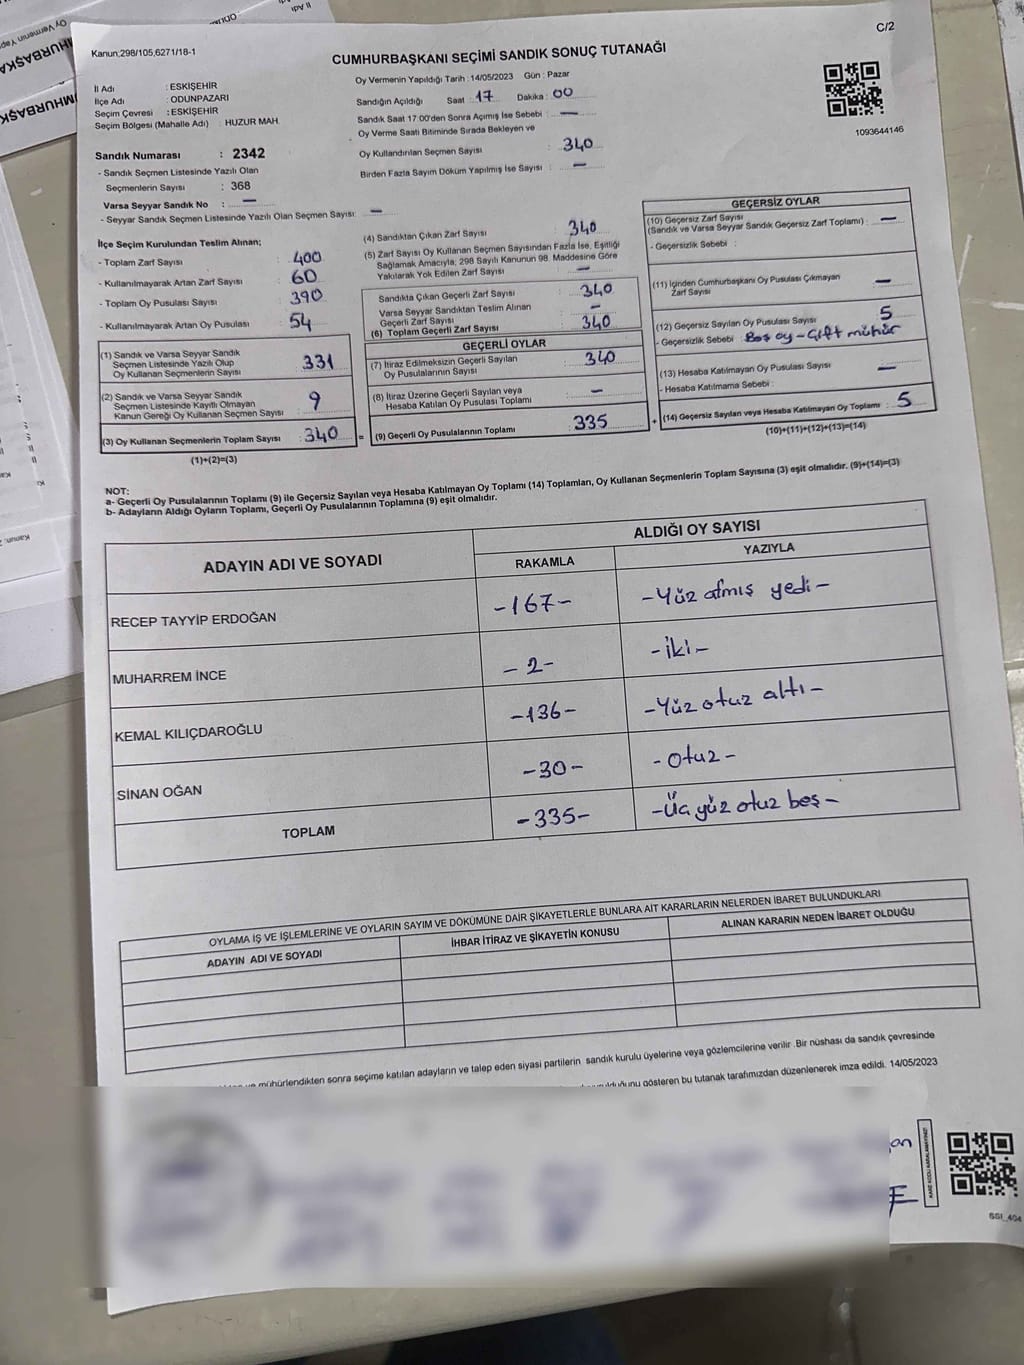 C/2
Kanun:298/105,6271/18-1
CUMHURBAŞKANI SEÇİMİ SANDIK SONUÇ TUTANAĞI
İl Adı : ESKİŞEHİR
İlçe Adı : ODUNPAZARI
Seçim Çevresi : ESKİŞEHİR
Seçim Bölgesi (Mahalle Adı) : HUZUR MAH.
Oy Vermenin Yapıldığı Tarih : 14/05/2023 Gün : Pazar
Sandığın Açıldığı Saat : 17 Dakika : 00
Sandık Saat 17.00'den Sonra Açımış İse Sebebi : —
Oy Verme Saati Bitiminde Sırada Bekleyen ve
Oy Kullandırılan Seçmen Sayısı : 340
Birden Fazla Sayım Döküm Yapılmış İse Sayısı : —
1093644146
Sandık Numarası : 2342
- Sandık Seçmen Listesinde Yazılı Olan
Seçmenlerin Sayısı : 368
Varsa Seyyar Sandık No : —
- Seyyar Sandık Seçmen Listesinde Yazılı Olan Seçmen Sayısı : —
İlçe Seçim Kurulundan Teslim Alınan;
- Toplam Zarf Sayısı : 400
- Kullanılmayarak Artan Zarf Sayısı : 60
- Toplam Oy Pusulası Sayısı : 390
- Kullanılmayarak Artan Oy Pusulası : 54
(1) Sandık ve Varsa Seyyar Sandık
Seçmen Listesinde Yazılı Olup
Oy Kullanan Seçmenlerin Sayısı : 331
(2) Sandık ve Varsa Seyyar Sandık
Seçmen Listesinde Kayıtlı Olmayan
Kanun Gereği Oy Kullanan Seçmen Sayısı : 9
(3) Oy Kullanan Seçmenlerin Toplam Sayısı : 340
(1)+(2)=(3)
(4) Sandıktan Çıkan Zarf Sayısı : 340
(5) Zarf Sayısı Oy Kullanan Seçmen Sayısından Fazla İse, Eşitliği
Sağlamak Amacıyla; 298 Sayılı Kanunun 98. Maddesine Göre
Yakılarak Yok Edilen Zarf Sayısı : —
Sandıkta Çıkan Geçerli Zarf Sayısı : 340
Varsa Seyyar Sandıktan Teslim Alınan
Geçerli Zarf Sayısı : —
(6) Toplam Geçerli Zarf Sayısı : 340
GEÇERLİ OYLAR
(7) İtiraz Edilmeksizin Geçerli Sayılan
Oy Pusulalarının Sayısı : 340
(8) İtiraz Üzerine Geçerli Sayılan veya
Hesaba Katılan Oy Pusulası Toplamı : —
= (9) Geçerli Oy Pusulalarının Toplamı : 335
GEÇERSİZ OYLAR
(10) Geçersiz Zarf Sayısı
(Sandık ve Varsa Seyyar Sandık Geçersiz Zarf Toplamı) : —
- Geçersizlik Sebebi :
(11) İçinden Cumhurbaşkanı Oy Pusulası Çıkmayan
Zarf Sayısı : —
(12) Geçersiz Sayılan Oy Pusulası Sayısı : 5
- Geçersizlik Sebebi : Boş oy - Çift mühür
(13) Hesaba Katılmayan Oy Pusulası Sayısı : —
- Hesaba Katılmama Sebebi :
+ (14) Geçersiz Sayılan veya Hesaba Katılmayan Oy Toplamı : 5
(10)+(11)+(12)+(13)=(14)
NOT:
a- Geçerli Oy Pusulalarının Toplamı (9) ile Geçersiz Sayılan veya Hesaba Katılmayan Oy Toplamı (14) Toplamları, Oy Kullanan Seçmenlerin Toplam Sayısına (3) eşit olmalıdır. (9)+(14)=(3)
b- Adayların Aldığı Oyların Toplamı, Geçerli Oy Pusulalarının Toplamına (9) eşit olmalıdır.
ADAYIN ADI VE SOYADI
ALDIĞI OY SAYISI
RAKAMLA YAZIYLA
RECEP TAYYİP ERDOĞAN -167- -Yüz atmış yedi-
MUHARREM İNCE -2- -iki-
KEMAL KILIÇDAROĞLU -136- -Yüz otuz altı-
SİNAN OĞAN -30- -otuz-
TOPLAM -335- -Üç yüz otuz beş-
OYLAMA İŞ VE İŞLEMLERİNE VE OYLARIN SAYIM VE DÖKÜMÜNE DAİR ŞİKAYETLERLE BUNLARA AİT KARARLARIN NELERDEN İBARET BULUNDUKLARI
ADAYIN ADI VE SOYADI İHBAR İTİRAZ VE ŞİKAYETİN KONUSU ALINAN KARARIN NEDEN İBARET OLDUĞU
mühürlendikten sonra seçime katılan adayların ve talep eden siyasi partilerin sandık kurulu üyelerine veya gözlemcilerine verilir. Bir nüshası da sandık çevresinde
gösteren bu tutanak tarafımızdan düzenlenerek imza edildi. 14/05/2023